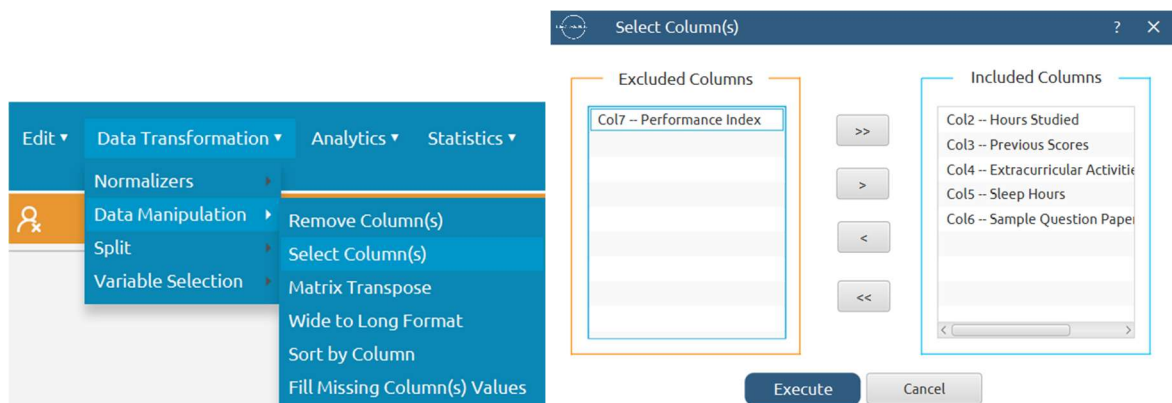 Edit ▾ Data Transformation ▾ Analytics ▾ Statistics ▾
Normalizers
Data Manipulation
Split
Variable Selection
Remove Column(s)
Select Column(s)
Matrix Transpose
Wide to Long Format
Sort by Column
Fill Missing Column(s) Values
Select Column(s) ? ✕
Excluded Columns
Col7 -- Performance Index
>>
>
<
<<
Included Columns
Col2 -- Hours Studied
Col3 -- Previous Scores
Col4 -- Extracurricular Activitie
Col5 -- Sleep Hours
Col6 -- Sample Question Paper
Execute Cancel